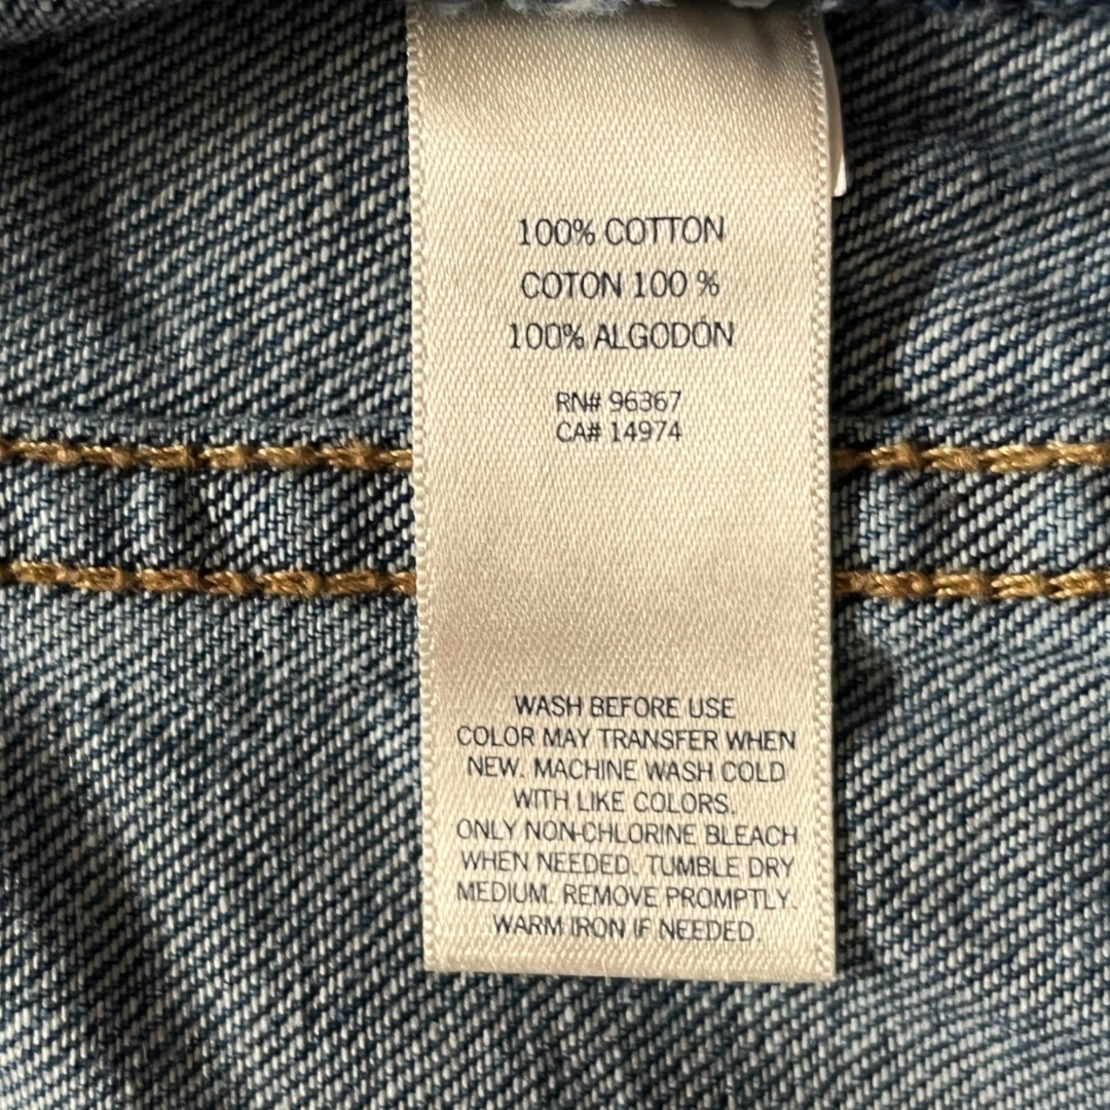 100% COTTON
COTON 100 %
100% ALGODÓN
RN# 96367
CA# 14974
WASH BEFORE USE
COLOR MAY TRANSFER WHEN
NEW. MACHINE WASH COLD
WITH LIKE COLORS.
ONLY NON-CHLORINE BLEACH
WHEN NEEDED. TUMBLE DRY
MEDIUM. REMOVE PROMPTLY.
WARM IRON IF NEEDED.